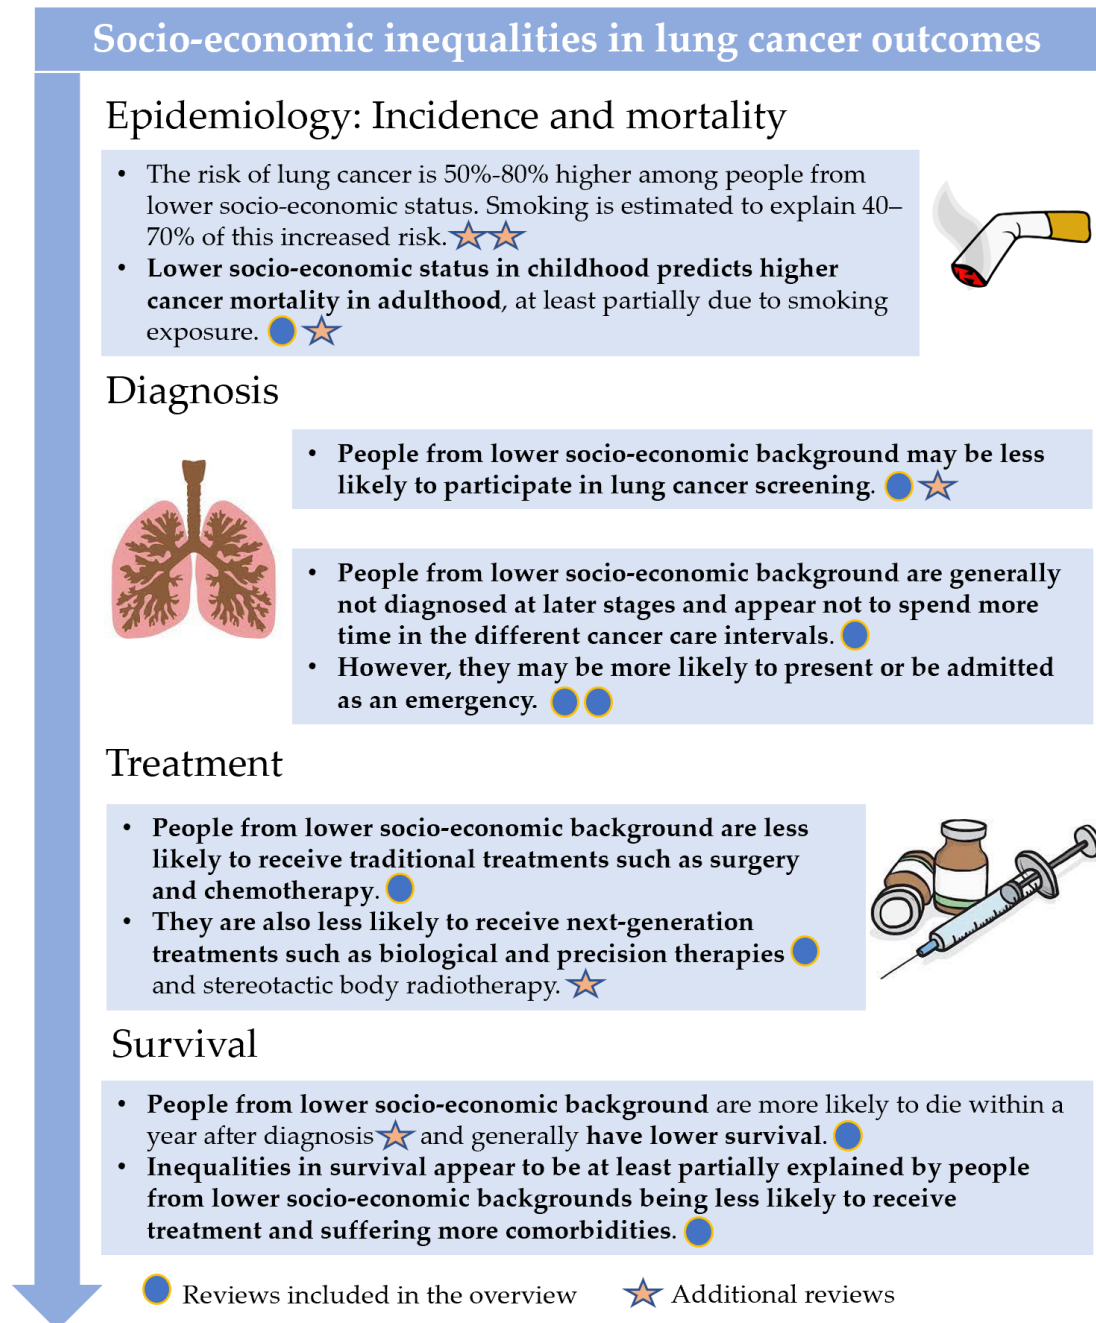 Socio-economic inequalities in lung cancer outcomes
Epidemiology: Incidence and mortality
• The risk of lung cancer is 50%-80% higher among people from
lower socio-economic status. Smoking is estimated to explain 40–
70% of this increased risk.
• Lower socio-economic status in childhood predicts higher
cancer mortality in adulthood, at least partially due to smoking
exposure.
Diagnosis
• People from lower socio-economic background may be less
likely to participate in lung cancer screening.
• People from lower socio-economic background are generally
not diagnosed at later stages and appear not to spend more
time in the different cancer care intervals.
• However, they may be more likely to present or be admitted
as an emergency.
Treatment
• People from lower socio-economic background are less
likely to receive traditional treatments such as surgery
and chemotherapy.
• They are also less likely to receive next-generation
treatments such as biological and precision therapies
and stereotactic body radiotherapy.
Survival
• People from lower socio-economic background are more likely to die within a
year after diagnosis and generally have lower survival.
• Inequalities in survival appear to be at least partially explained by people
from lower socio-economic backgrounds being less likely to receive
treatment and suffering more comorbidities.
Reviews included in the overview
Additional reviews